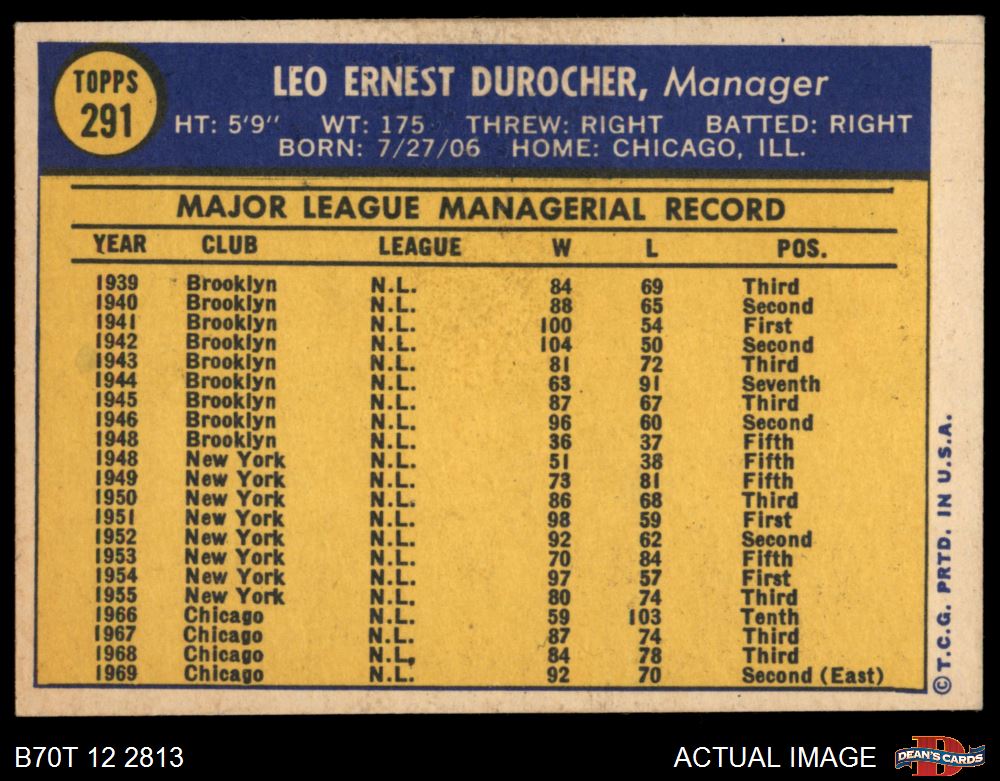 TOPPS
291
LEO ERNEST DUROCHER, Manager
HT: 5'9" WT: 175 THREW: RIGHT BATTED: RIGHT
BORN: 7/27/06 HOME: CHICAGO, ILL.
MAJOR LEAGUE MANAGERIAL RECORD
YEAR CLUB LEAGUE W L POS.
1939 Brooklyn N.L. 84 69 Third
1940 Brooklyn N.L. 88 65 Second
1941 Brooklyn N.L. 100 54 First
1942 Brooklyn N.L. 104 50 Second
1943 Brooklyn N.L. 81 72 Third
1944 Brooklyn N.L. 63 91 Seventh
1945 Brooklyn N.L. 87 67 Third
1946 Brooklyn N.L. 96 60 Second
1948 Brooklyn N.L. 36 37 Fifth
1948 New York N.L. 51 38 Fifth
1949 New York N.L. 73 81 Fifth
1950 New York N.L. 86 68 Third
1951 New York N.L. 98 59 First
1952 New York N.L. 92 62 Second
1953 New York N.L. 70 84 Fifth
1954 New York N.L. 97 57 First
1955 New York N.L. 80 74 Third
1966 Chicago N.L. 59 103 Tenth
1967 Chicago N.L. 87 74 Third
1968 Chicago N.L. 84 78 Third
1969 Chicago N.L. 92 70 Second (East)
© T.C.G. PRTD. IN U.S.A.
B70T 12 2813 ACTUAL IMAGE
DEAN'S CARDS